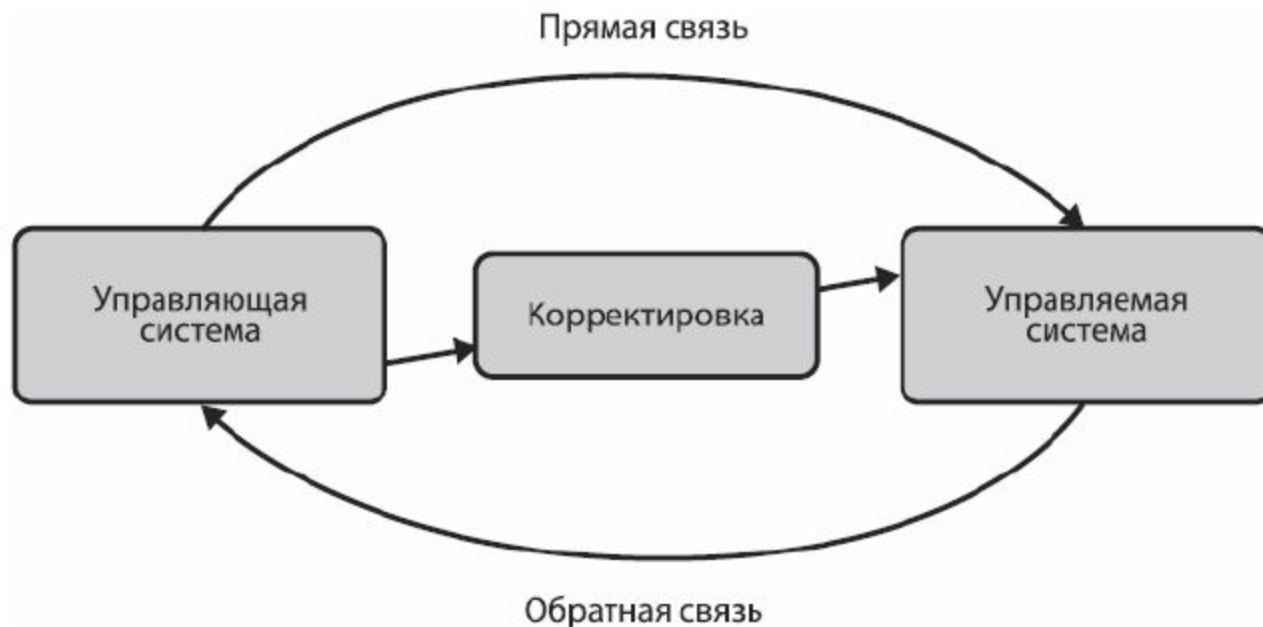 Прямая связь
Управляющая
система
Корректировка
Управляемая
система
Обратная связь